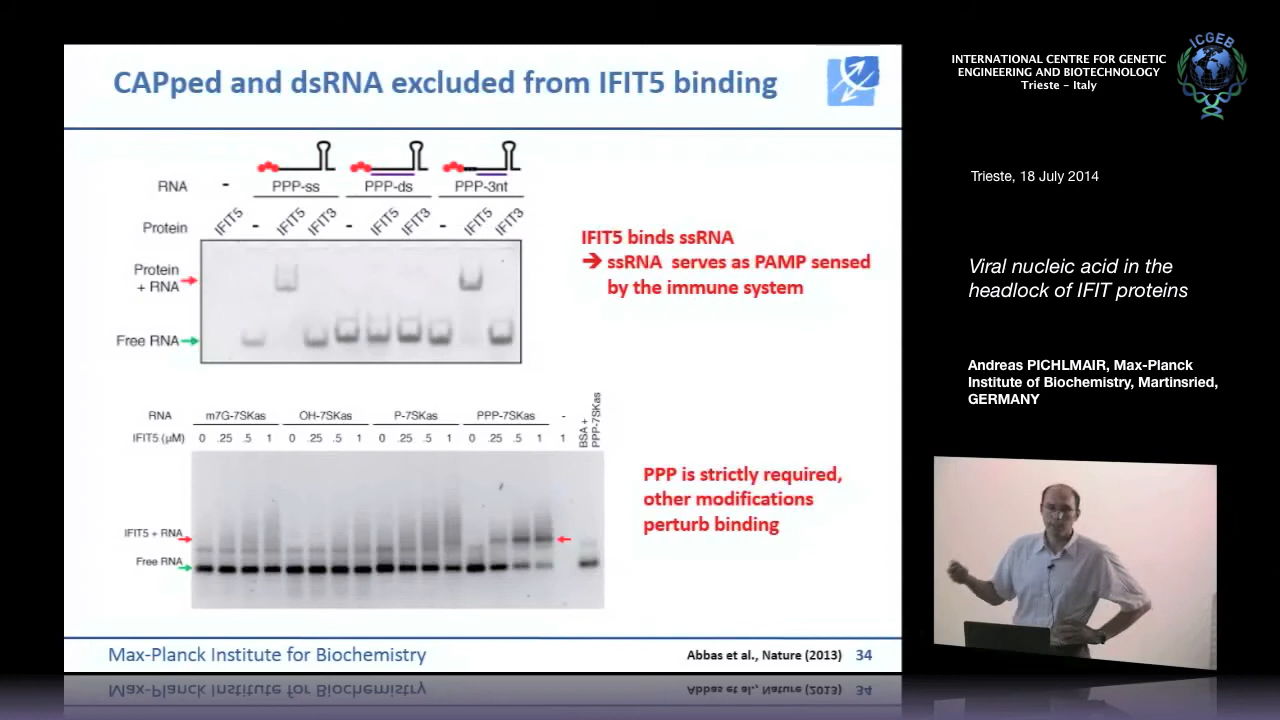 CAPped and dsRNA excluded from IFIT5 binding
RNA - PPP-ss PPP-ds PPP-3nt
Protein IFIT5 - IFIT5 IFIT3 - IFIT5 IFIT3 - IFIT5 IFIT3
Protein
+ RNA
Free RNA
IFIT5 binds ssRNA
➔ ssRNA serves as PAMP sensed
by the immune system
RNA m7G-7SKas OH-7SKas P-7SKas PPP-7SKas - BSA +
PPP-7SKas
IFIT5 (µM) 0 .25 .5 1 0 .25 .5 1 0 .25 .5 1 0 .25 .5 1 1
IFIT5 + RNA
Free RNA
PPP is strictly required,
other modifications
perturb binding
Max-Planck Institute for Biochemistry
Abbas et al., Nature (2013) 34
INTERNATIONAL CENTRE FOR GENETIC
ENGINEERING AND BIOTECHNOLOGY
Trieste - Italy
ICGEB
Trieste, 18 July 2014
Viral nucleic acid in the
headlock of IFIT proteins
Andreas PICHLMAIR, Max-Planck
Institute of Biochemistry, Martinsried,
GERMANY